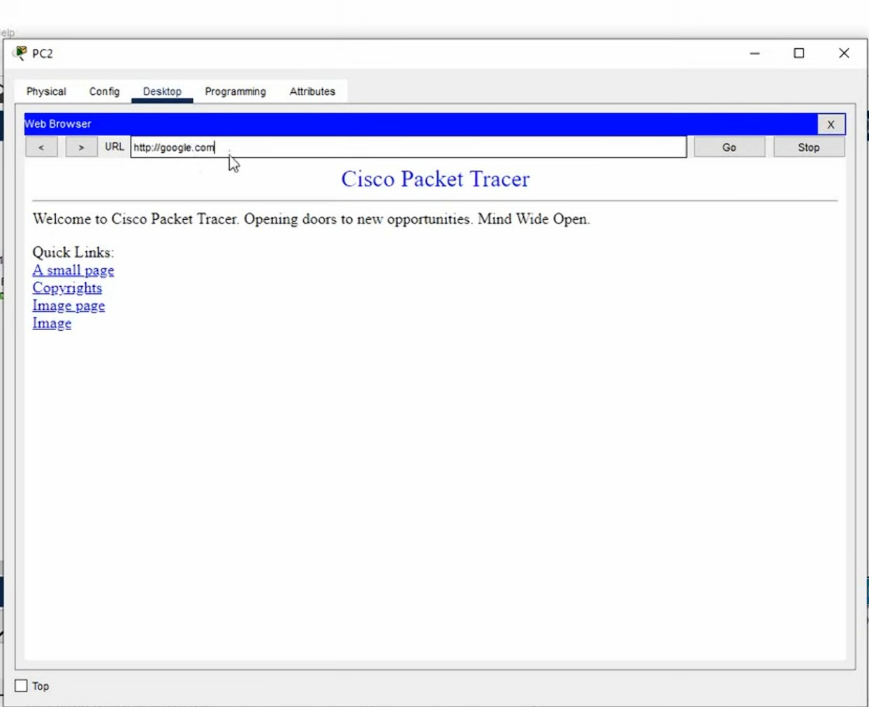 elp
PC2
Physical Config Desktop Programming Attributes
Web Browser X
< > URL http://google.com Go Stop
Cisco Packet Tracer
Welcome to Cisco Packet Tracer. Opening doors to new opportunities. Mind Wide Open.
Quick Links:
A small page
Copyrights
Image page
Image
Top